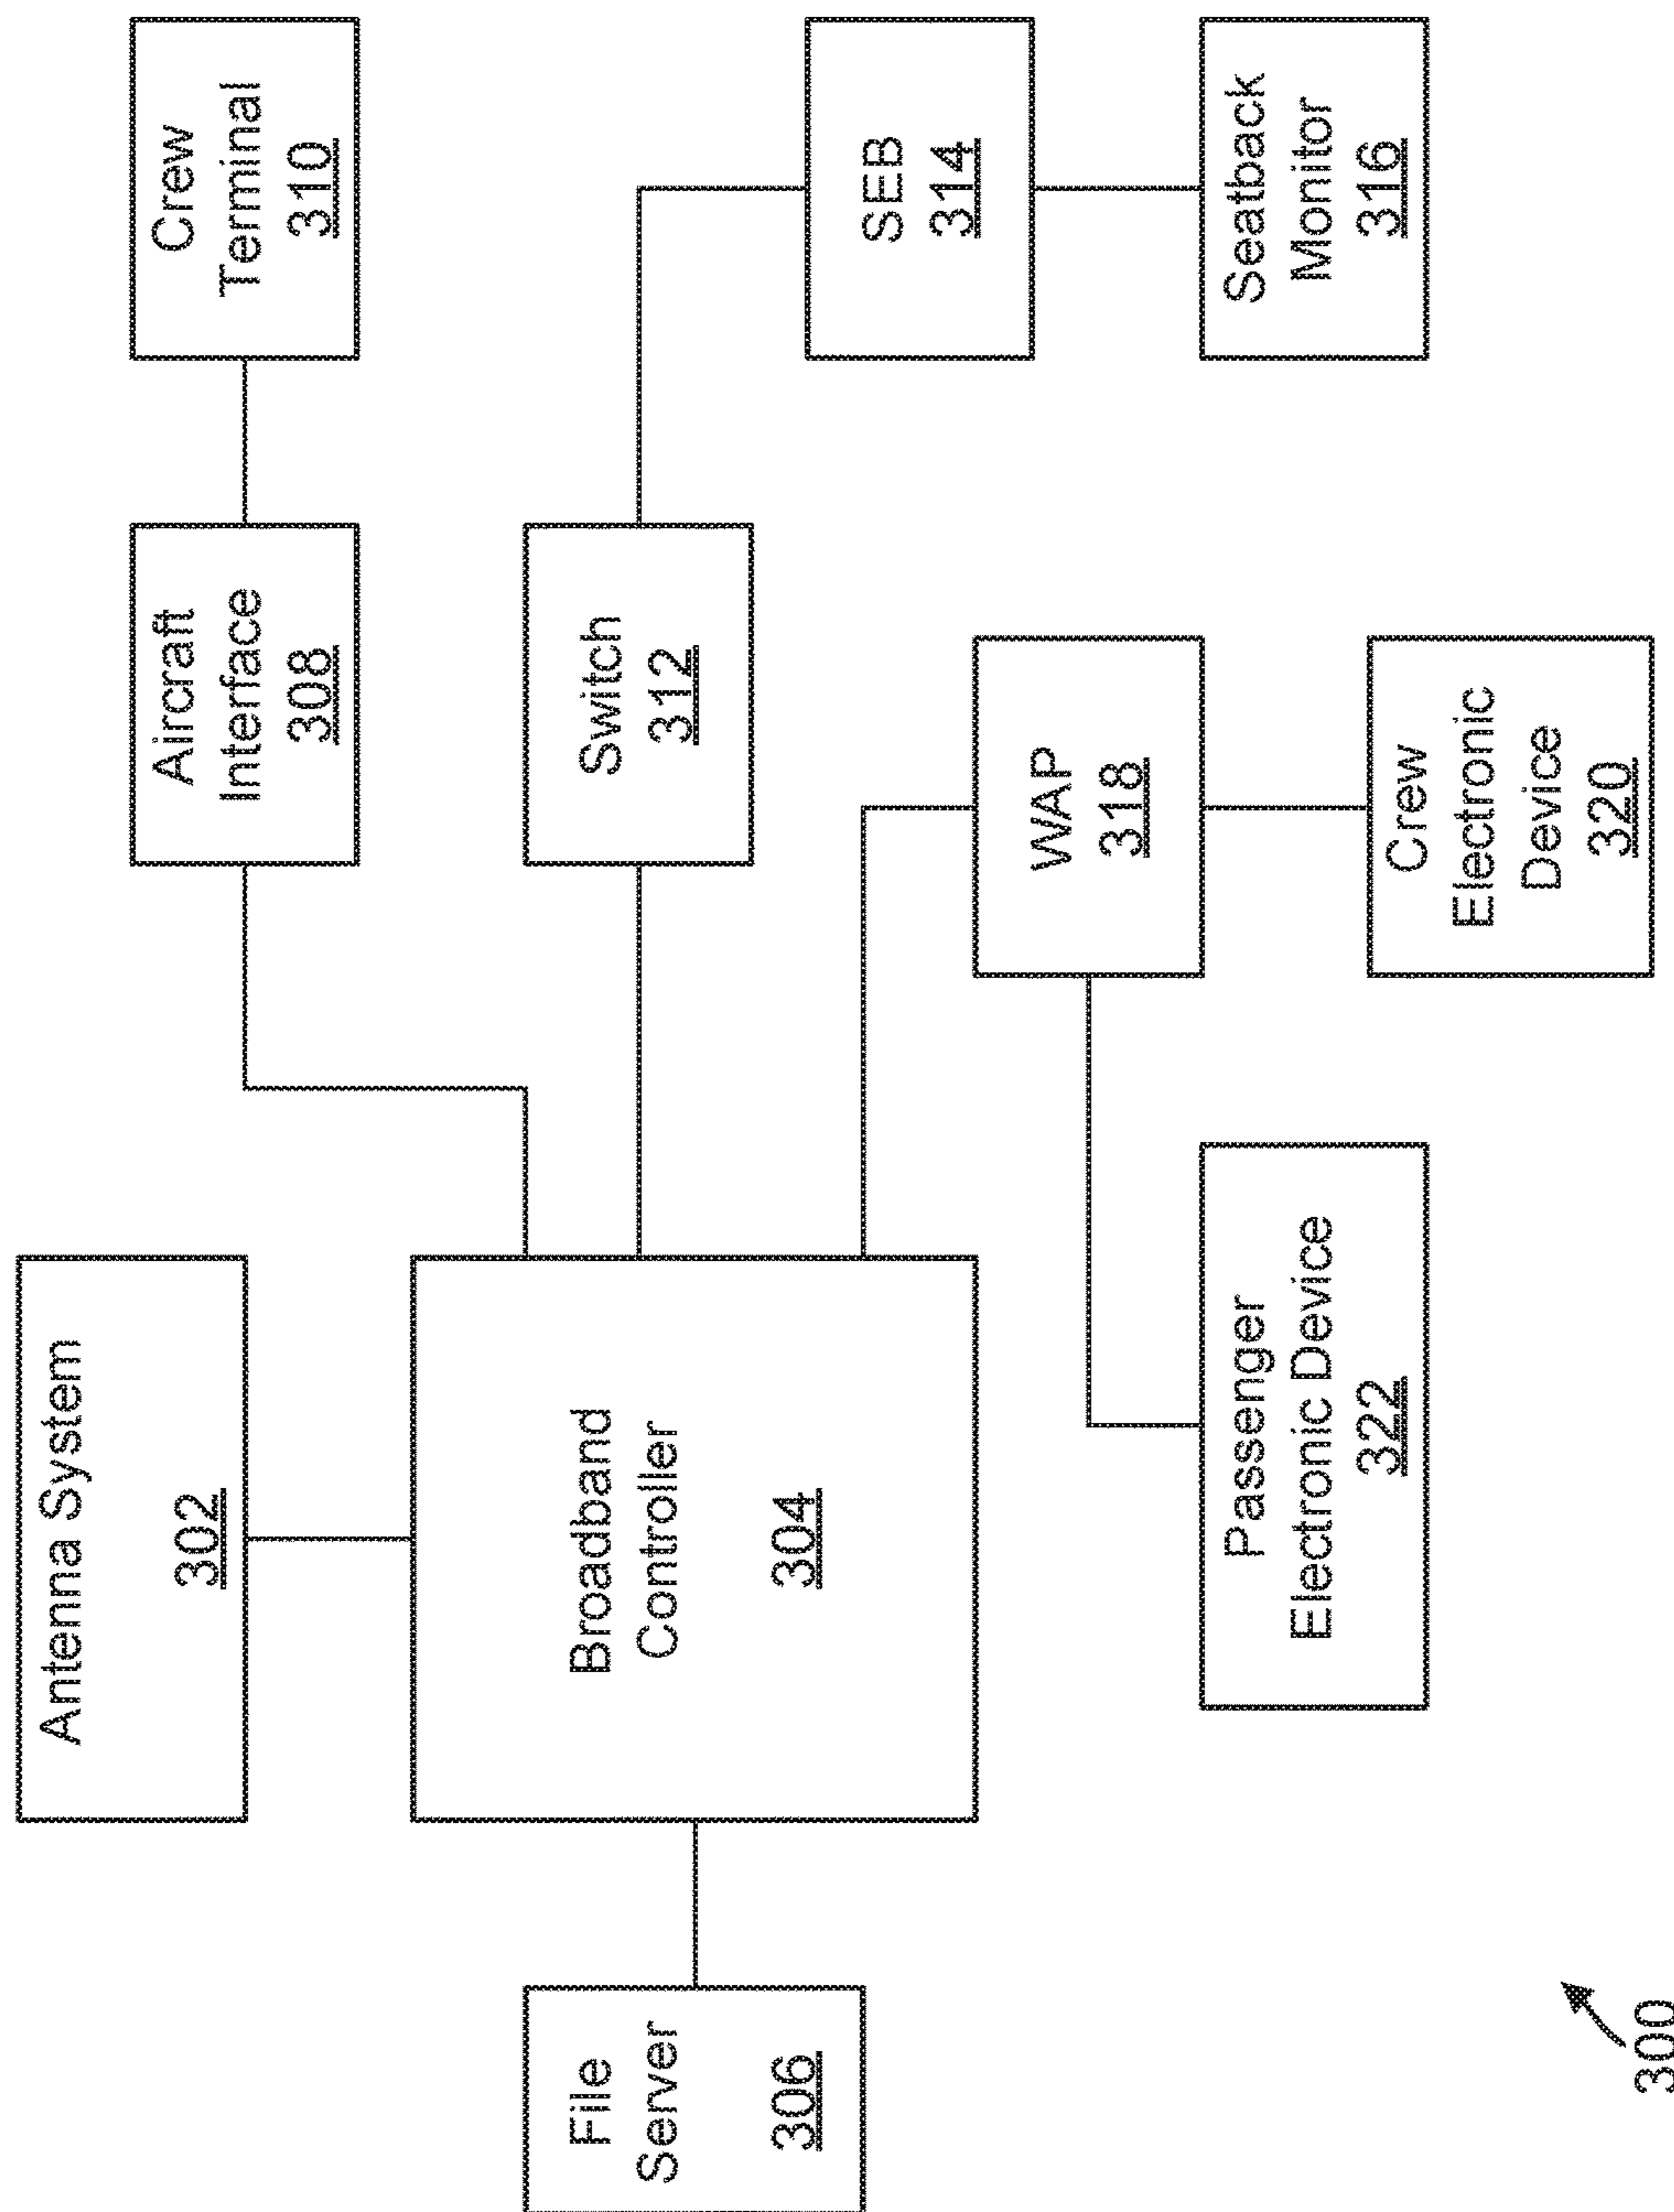 Antenna System
302
Broadband
Controller
304
File
Server
306
Aircraft
Interface
308
Crew
Terminal
310
Switch
312
SEB
314
Seatback
Monitor
316
WAP
318
Crew
Electronic
Device
320
Passenger
Electronic Device
322
300